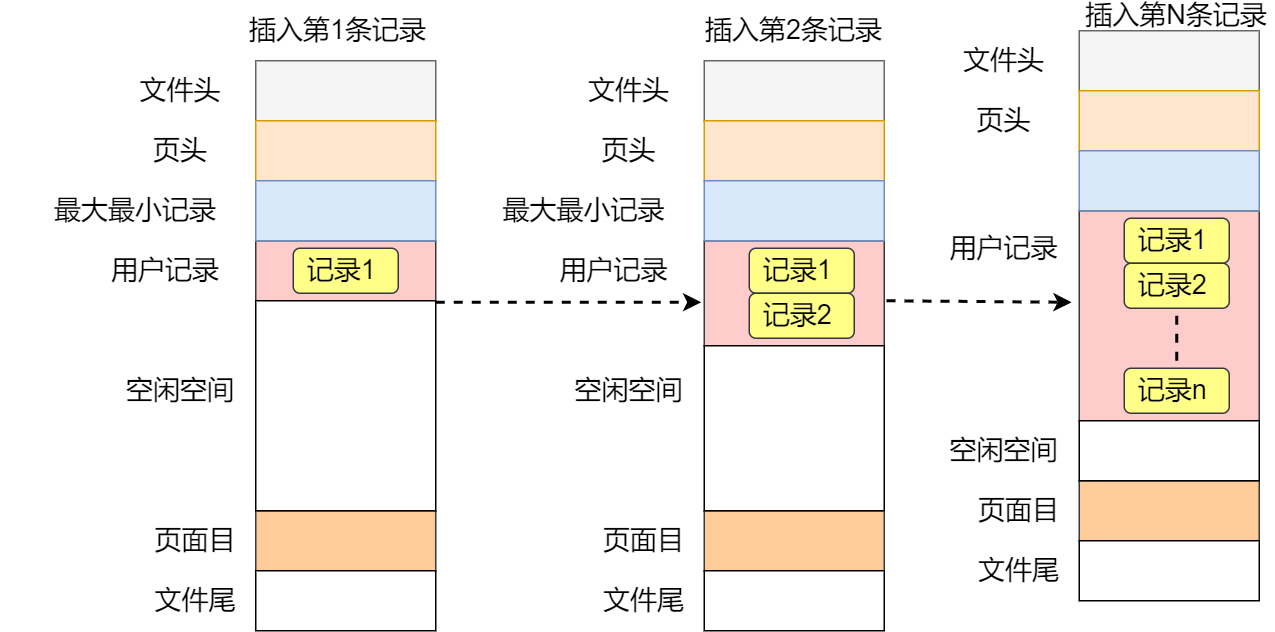 插入第1条记录
文件头
页头
最大最小记录
用户记录
记录1
空闲空间
页面目
文件尾
插入第2条记录
文件头
页头
最大最小记录
用户记录
记录1
记录2
空闲空间
页面目
文件尾
插入第N条记录
文件头
页头
用户记录
记录1
记录2
记录n
空闲空间
页面目
文件尾